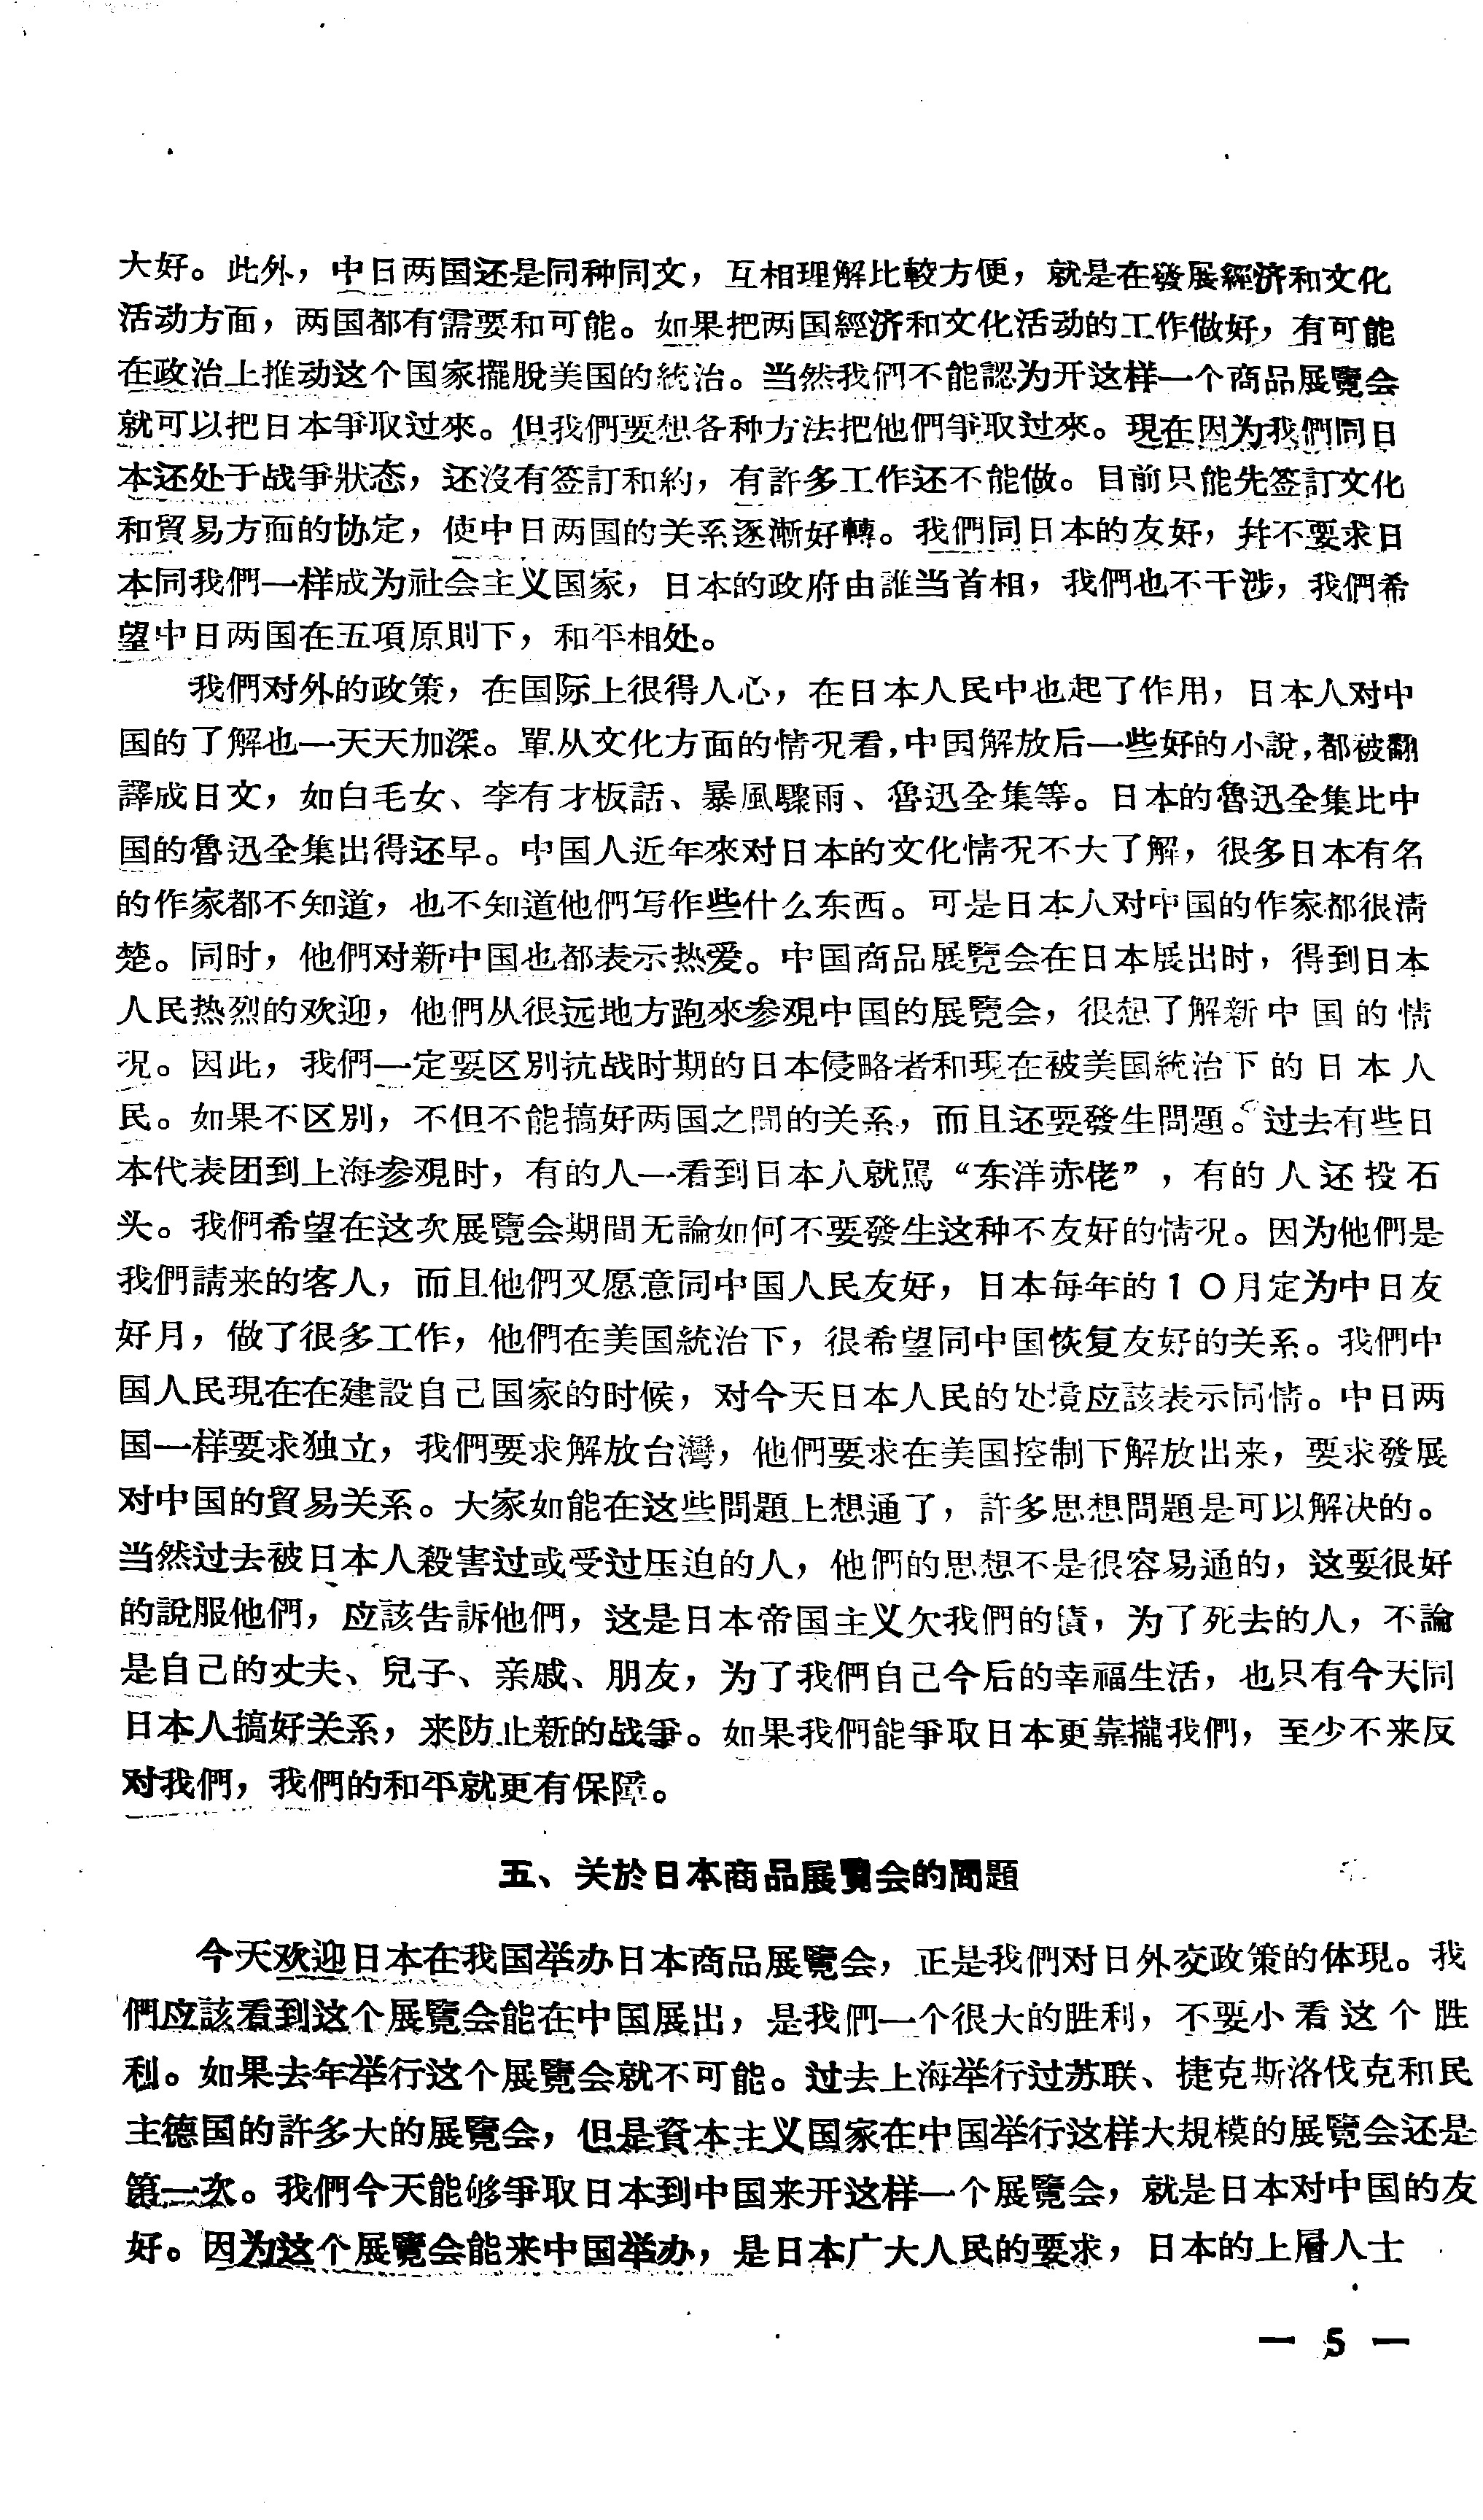 大好。此外，中日两国还是同种同文，互相理解比較方便，就是在發展經济和文化
活动方面，两国都有需要和可能。如果把两国經济和文化活动的工作做好，有可能
在政治上推动这个国家擺脫美国的統治。当然我們不能認为开这样一个商品展覽会
就可以把日本爭取过來。但我們要想各种方法把他們爭取过來。現在因为我們同日
本还处于战爭狀态，还沒有签訂和約，有許多工作还不能做。目前只能先签訂文化
和貿易方面的协定，使中日两国的关系逐漸好轉。我們同日本的友好，幷不要求日
本同我們一样成为社会主义国家，日本的政府由誰当首相，我們也不干涉，我們希
望中日两国在五項原則下，和平相处。
我們对外的政策，在国际上很得人心，在日本人民中也起了作用，日本人对中
国的了解也一天天加深。單从文化方面的情况看，中国解放后一些好的小說，都被翻
譯成日文，如白毛女、李有才板話、暴風驟雨、魯迅全集等。日本的魯迅全集比中
国的魯迅全集出得还早。中国人近年來对日本的文化情况不大了解，很多日本有名
的作家都不知道，也不知道他們写作些什么东西。可是日本人对中国的作家都很清
楚。同时，他們对新中国也都表示热爱。中国商品展覽会在日本展出时，得到日本
人民热烈的欢迎，他們从很远地方跑來参观中国的展覽会，很想了解新中国的情
况。因此，我們一定要区別抗战时期的日本侵略者和現在被美国統治下的日本人
民。如果不区別，不但不能搞好两国之間的关系，而且还要發生問題。过去有些日
本代表团到上海参观时，有的人一看到日本人就駡“东洋赤佬”，有的人还投石
头。我們希望在这次展覽会期間无論如何不要發生这种不友好的情况。因为他們是
我們請来的客人，而且他們又愿意同中国人民友好，日本每年的１０月定为中日友
好月，做了很多工作，他們在美国統治下，很希望同中国恢复友好的关系。我們中
国人民現在在建設自己国家的时候，对今天日本人民的处境应該表示同情。中日两
国一样要求独立，我們要求解放台灣，他們要求在美国控制下解放出来，要求發展
对中国的貿易关系。大家如能在这些問題上想通了，許多思想問題是可以解决的。
当然过去被日本人殺害过或受过压迫的人，他們的思想不是很容易通的，这要很好
的說服他們，应該告訴他們，这是日本帝国主义欠我們的債，为了死去的人，不論
是自己的丈夫、兒子、亲戚、朋友，为了我們自己今后的幸福生活，也只有今天同
日本人搞好关系，来防止新的战爭。如果我們能爭取日本更靠攏我們，至少不来反
对我們，我們的和平就更有保障。
五、关於日本商品展覽会的問題
今天欢迎日本在我国举办日本商品展覽会，正是我們对日外交政策的体現。我
們应該看到这个展覽会能在中国展出，是我們一个很大的胜利，不要小看这个胜
利。如果去年举行这个展覽会就不可能。过去上海举行过苏联、捷克斯洛伐克和民
主德国的許多大的展覽会，但是資本主义国家在中国举行这样大規模的展覽会还是
第一次。我們今天能够爭取日本到中国来开这样一个展覽会，就是日本对中国的友
好。因为这个展覽会能来中国举办，是日本广大人民的要求，日本的上層人士
— 5 —